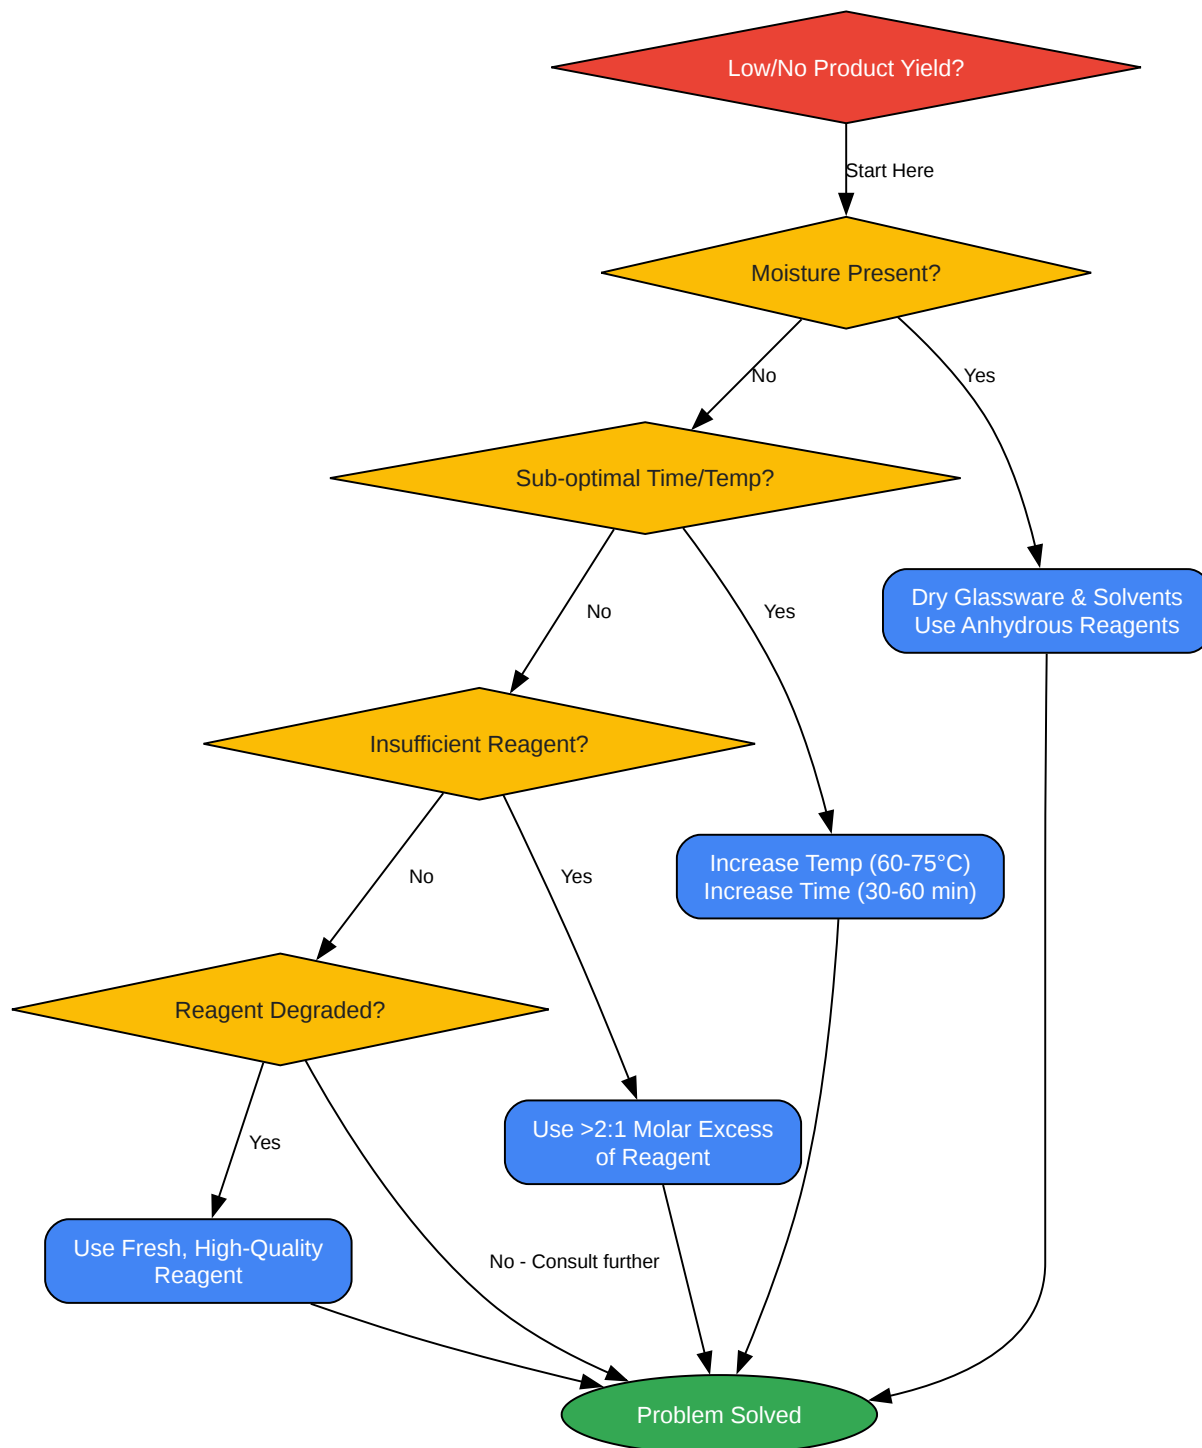 Low/No Product Yield?
Start Here
Moisture Present?
No
Yes
Sub-optimal Time/Temp?
Dry Glassware & Solvents
Use Anhydrous Reagents
No
Yes
Insufficient Reagent?
Increase Temp (60-75°C)
Increase Time (30-60 min)
No
Yes
Reagent Degraded?
Use >2:1 Molar Excess
of Reagent
Yes
Use Fresh, High-Quality
Reagent
No - Consult further
Problem Solved